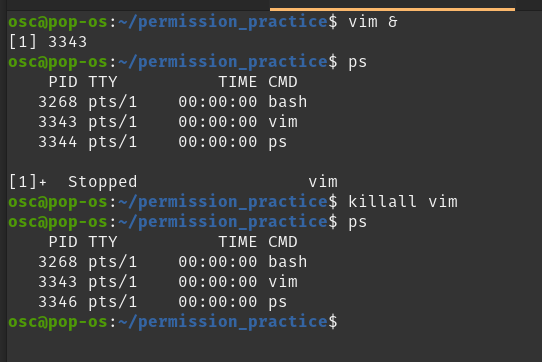 osc@pop-os:~/permission_practice$ vim &
[1] 3343
osc@pop-os:~/permission_practice$ ps
    PID TTY          TIME CMD
   3268 pts/1    00:00:00 bash
   3343 pts/1    00:00:00 vim
   3344 pts/1    00:00:00 ps

[1]+  Stopped                 vim
osc@pop-os:~/permission_practice$ killall vim
osc@pop-os:~/permission_practice$ ps
    PID TTY          TIME CMD
   3268 pts/1    00:00:00 bash
   3343 pts/1    00:00:00 vim
   3346 pts/1    00:00:00 ps
osc@pop-os:~/permission_practice$